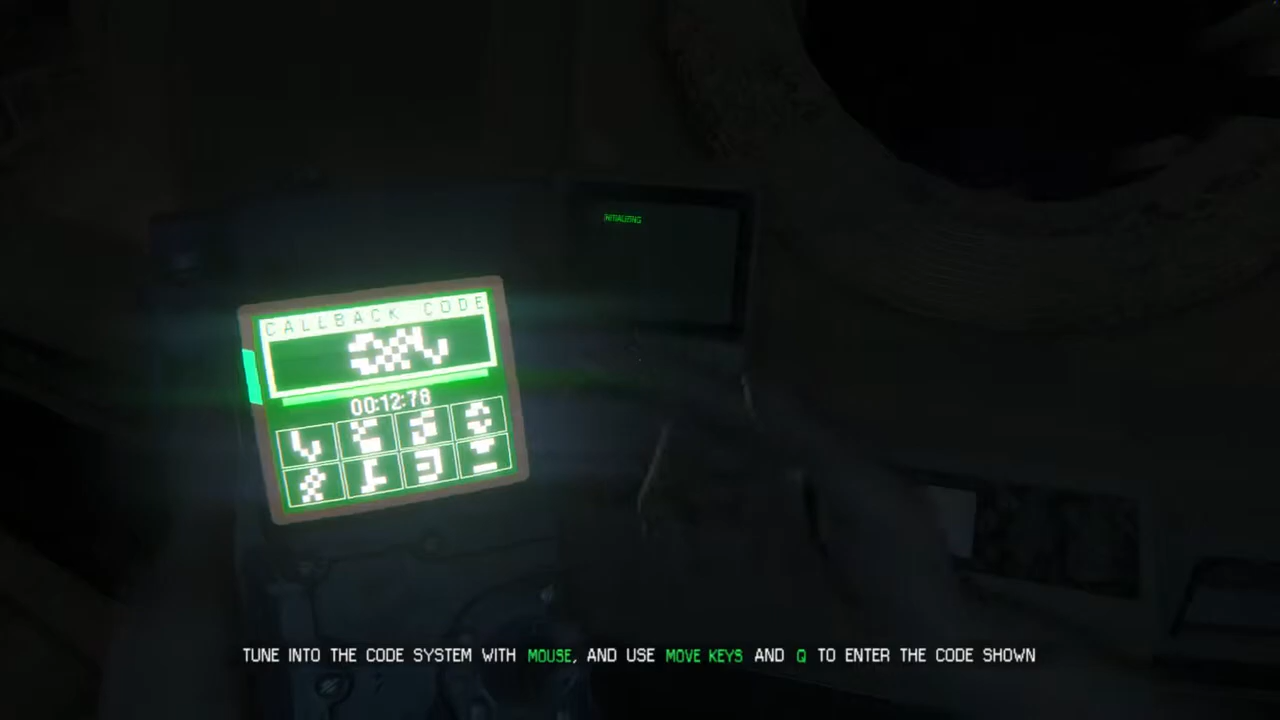 INITIALIZING
CALLBACK CODE
00:12:78
TUNE INTO THE CODE SYSTEM WITH MOUSE, AND USE MOVE KEYS AND Q TO ENTER THE CODE SHOWN